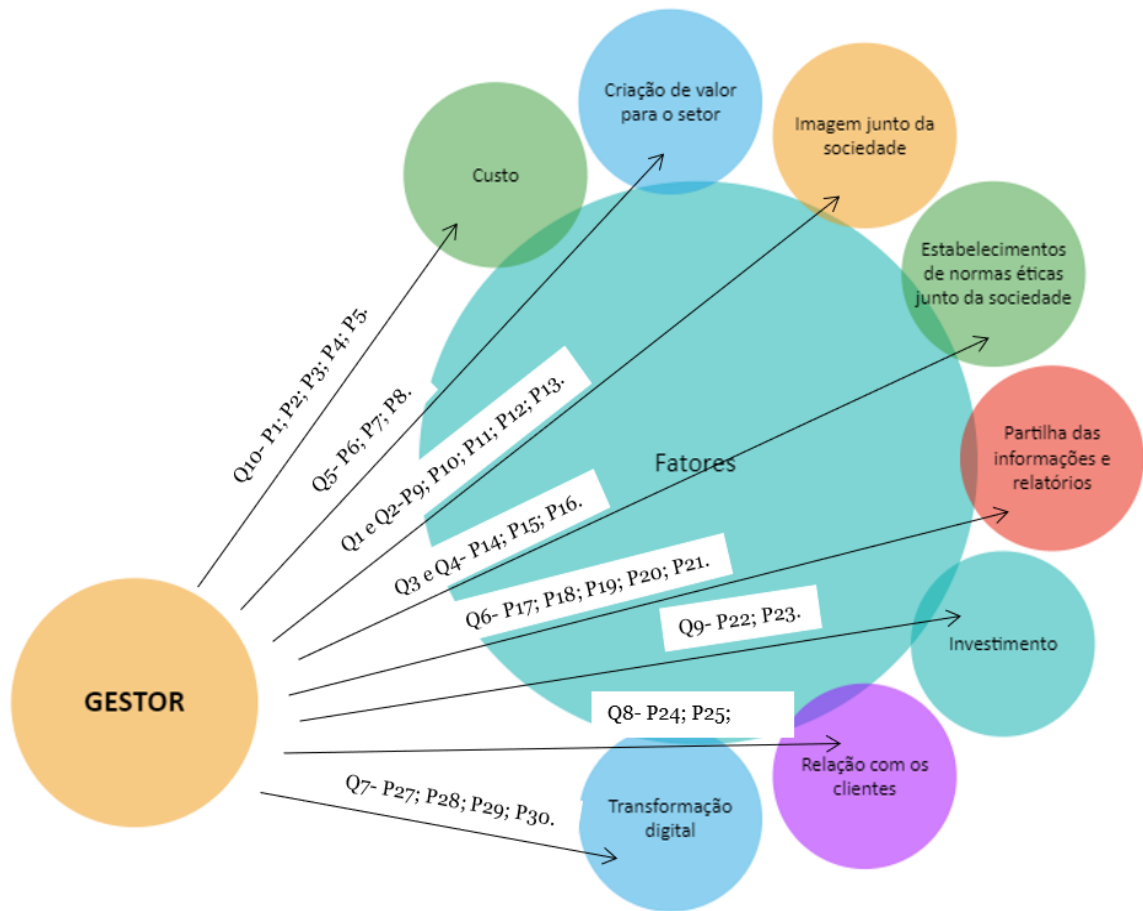 Criação de valor
para o setor
Imagem junto da
sociedade
Custo
Estabelecimentos
de normas éticas
junto da sociedade
Q10- P1; P2; P3; P4; P5.
Q5- P6; P7; P8.
Q1 e Q2-P9; P10; P11; P12; P13.
Fatores
Partilha das
informações e
relatórios
Q3 e Q4- P14; P15; P16.
Q6- P17; P18; P19; P20; P21.
Q9- P22; P23.
Investimento
GESTOR
Q8- P24; P25;
Relação com os
clientes
Q7- P27; P28; P29; P30.
Transformação
digital